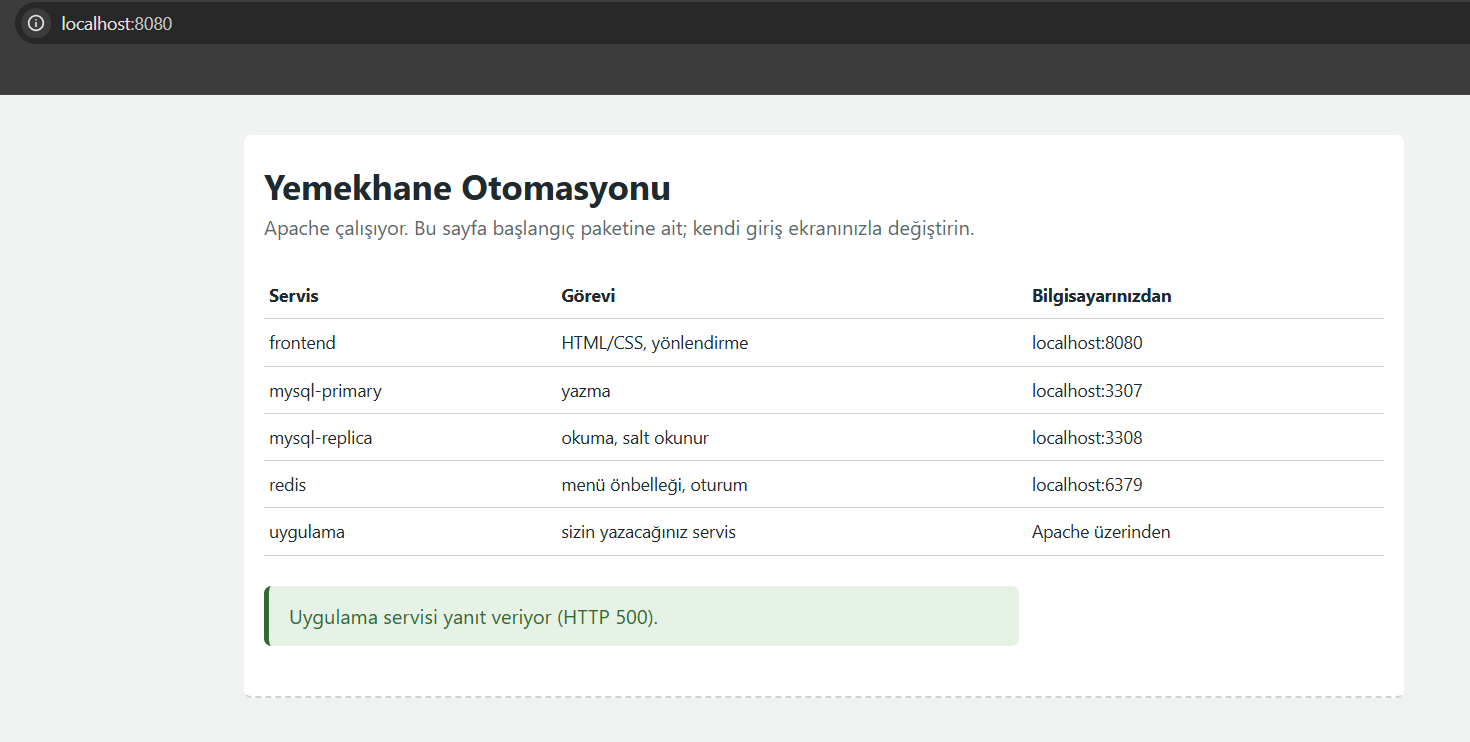 localhost:8080
Yemekhane Otomasyonu
Apache çalışıyor. Bu sayfa başlangıç paketine ait; kendi giriş ekranınızla değiştirin.
Servis Görevi Bilgisayarınızdan
frontend HTML/CSS, yönlendirme localhost:8080
mysql-primary yazma localhost:3307
mysql-replica okuma, salt okunur localhost:3308
redis menü önbelleği, oturum localhost:6379
uygulama sizin yazacağınız servis Apache üzerinden
Uygulama servisi yanıt veriyor (HTTP 500).